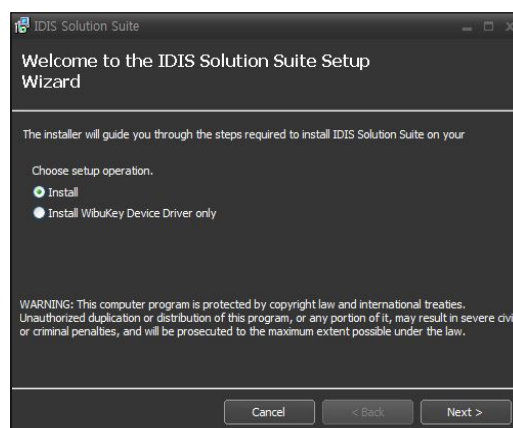 IDIS Solution Suite
Welcome to the IDIS Solution Suite Setup
Wizard
The installer will guide you through the steps required to install IDIS Solution Suite on your
Choose setup operation.
Install
Install WibuKey Device Driver only
WARNING: This computer program is protected by copyright law and international treaties.
Unauthorized duplication or distribution of this program, or any portion of it, may result in severe civi
or criminal penalties, and will be prosecuted to the maximum extent possible under the law.
Cancel
< Back
Next >